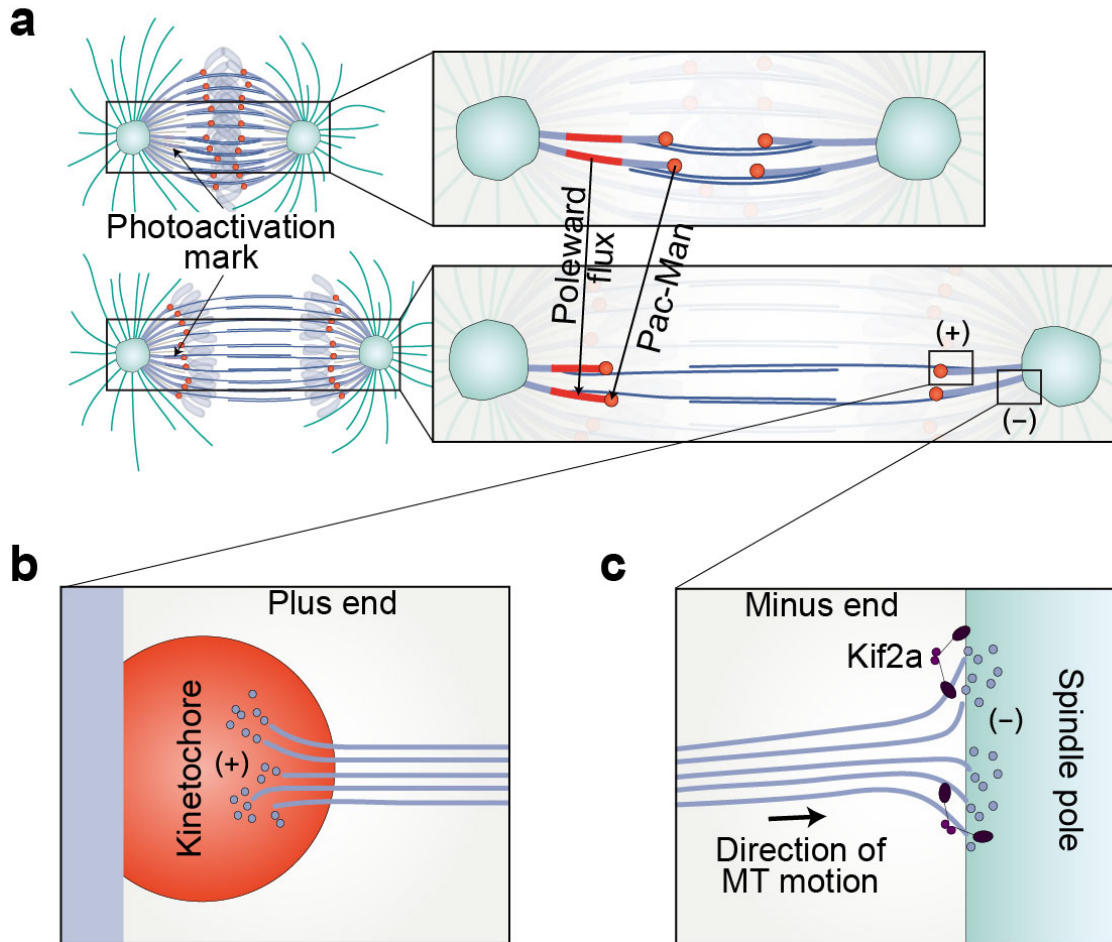 a
Photoactivation
mark
Poleward
flux
Pac-Man
(+)
(–)
b
Plus end
Kinetochore
(+)
c
Minus end
Kif2a
(–)
Spindle pole
Direction of
MT motion